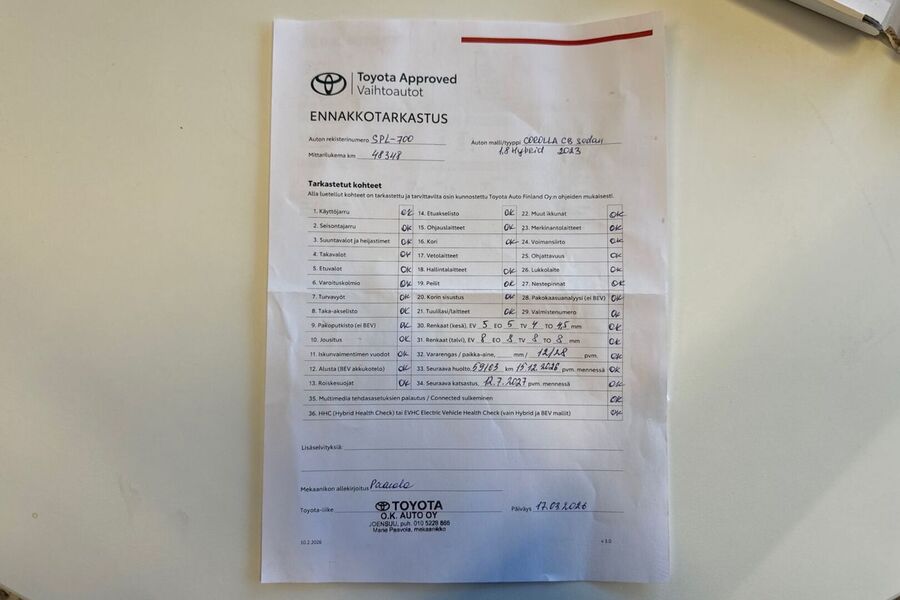 Toyota Approved
Vaihtoautot
ENNAKKOTARKASTUS
Auton rekisterinumero SPL-700
Auton malli/tyyppi COROLLA CB Sedan
1,8 Hybrid 2023
Mittarilukema km 48348
Tarkastetut kohteet
Alla luetellut kohteet on tarkastettu ja tarvittavilta osin kunnostettu Toyota Auto Finland Oy:n ohjeiden mukaisesti.
1. Käyttöjarru OK 14. Etuakselisto OK 22. Muut ikkunat OK
2. Seisontajarru OK 15. Ohjauslaitteet OK 23. Merkinantolaitteet OK
3. Suuntavalot ja heijastimet OK 16. Kori OK 24. Voimansiirto OK
4. Takavalot OK 17. Vetolaitteet 25. Ohjattavuus OK
5. Etuvalot OK 18. Hallintalaitteet OK 26. Lukkolaite OK
6. Varoituskolmio OK 19. Peilit OK 27. Nestepinnat OK
7. Turvavyöt OK 20. Korin sisustus OK 28. Pakokaasuanalyysi (ei BEV) OK
8. Taka-akselisto OK 21. Tuulilasi/laitteet OK 29. Valmistenumero OK
9. Pakoputkisto (ei BEV) OK 30. Renkaat (kesä), EV 5 EO 5 TV 4 TO 4,5 mm OK
10. Jousitus OK 31. Renkaat (talvi), EV 8 EO 8 TV 8 TO 8 mm OK
11. Iskunvaimentimen vuodot OK 32. Vararengas / paikka-aine, mm / 12/28 pvm. OK
12. Alusta (BEV akkukotelo) OK 33. Seuraava huolto, 59103 km 15.12.2026 pvm. mennessä OK
13. Roiskesuojat OK 34. Seuraava katsastus, 12.7.2027 pvm. mennessä OK
35. Multimedia tehdasasetuksien palautus / Connected sulkeminen OK
36. HHC (Hybrid Health Check) tai EVHC Electric Vehicle Health Check (vain Hybrid ja BEV mallit) OK
Lisäselvityksiä:
Mekaanikon allekirjoitus Paavola
Toyota-liike TOYOTA
O.K. AUTO OY
JOENSUU, puh. 010 5228 865
Marie Paavola, mekaanikko
Päiväys 17.03.2026
10.2.2026
v 3.0